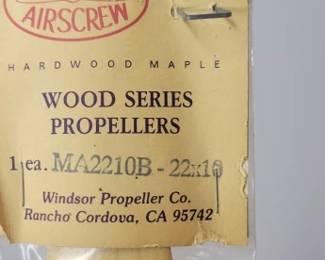 AIRSCREW
HARDWOOD MAPLE
WOOD SERIES
PROPELLERS
1 ea. MA2210B - 22x10
Windsor Propeller Co.
Rancho Cordova, CA 95742